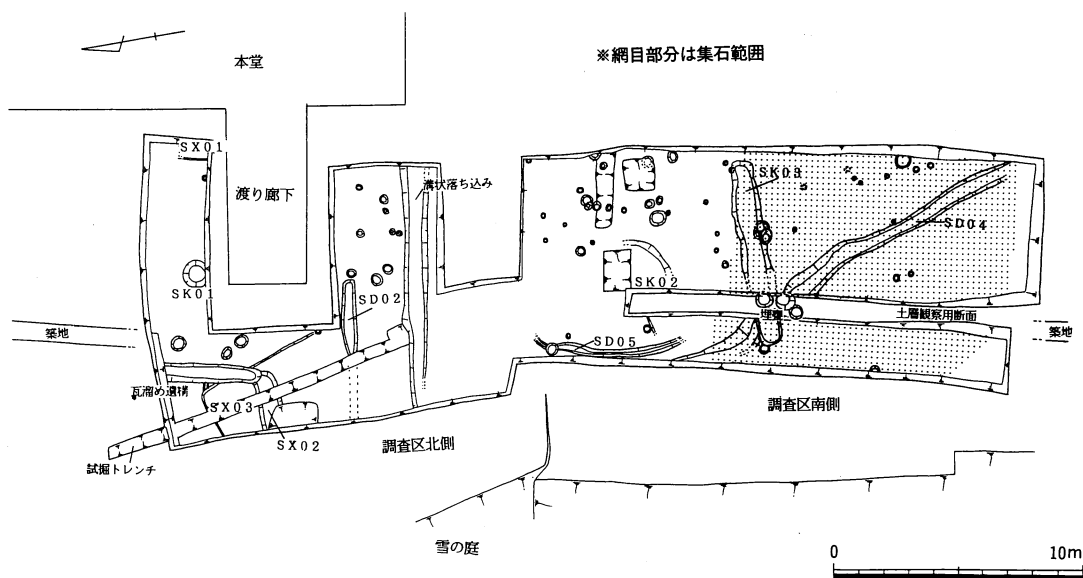 本堂
※網目部分は集石範囲
SX01
渡り廊下
溝状落ち込み
SK03
SD04
SK01
SD02
SK02
埋甕
土層観察用断面
築地
築地
SD05
瓦溜め遺構
SX03
SX02
調査区北側
調査区南側
試掘トレンチ
雪の庭
0
10m